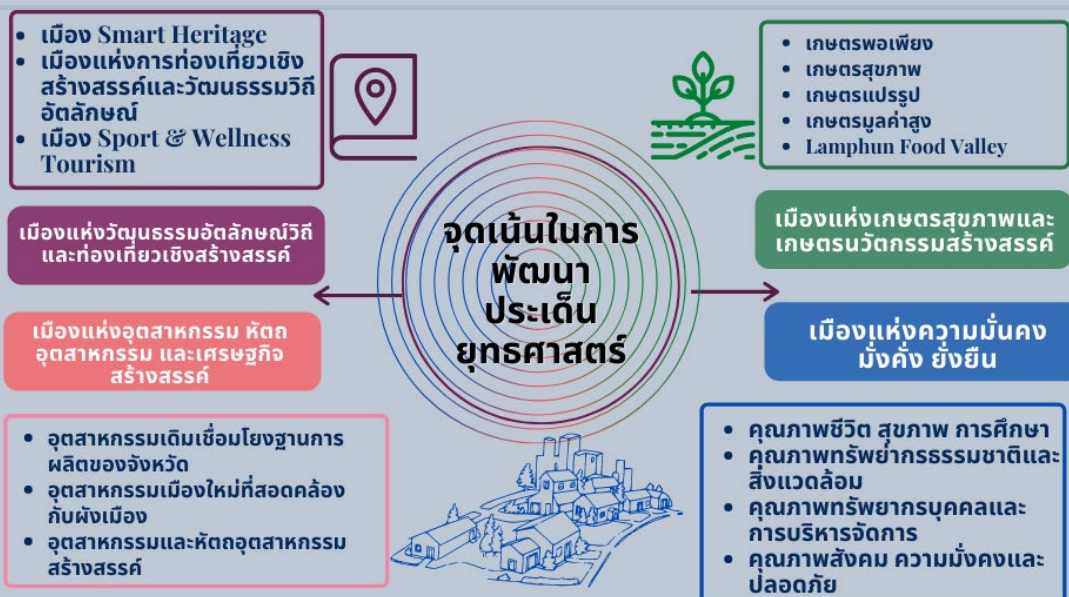 • เมือง Smart Heritage
• เมืองแห่งการท่องเที่ยวเชิง
สร้างสรรค์และวัฒนธรรมวิถี
อัตลักษณ์
• เมือง Sport & Wellness
Tourism
เมืองแห่งวัฒนธรรมอัตลักษณ์วิถี
และท่องเที่ยวเชิงสร้างสรรค์
• เกษตรพอเพียง
• เกษตรสุขภาพ
• เกษตรแปรรูป
• เกษตรมูลค่าสูง
• Lamphun Food Valley
เมืองแห่งเกษตรสุขภาพและ
เกษตรนวัตกรรมสร้างสรรค์
จุดเน้นในการ
พัฒนา
ประเด็น
ยุทธศาสตร์
เมืองแห่งอุตสาหกรรม หัตถ
อุตสาหกรรม และเศรษฐกิจ
สร้างสรรค์
• อุตสาหกรรมเดิมเชื่อมโยงฐานการ
ผลิตของจังหวัด
• อุตสาหกรรมเมืองใหม่ที่สอดคล้อง
กับผังเมือง
• อุตสาหกรรมและหัตถอุตสาหกรรม
สร้างสรรค์
เมืองแห่งความมั่นคง
มั่งคั่ง ยั่งยืน
• คุณภาพชีวิต สุขภาพ การศึกษา
• คุณภาพทรัพยากรธรรมชาติและ
สิ่งแวดล้อม
• คุณภาพทรัพยากรบุคคลและ
การบริหารจัดการ
• คุณภาพสังคม ความมั่งคงและ
ปลอดภัย